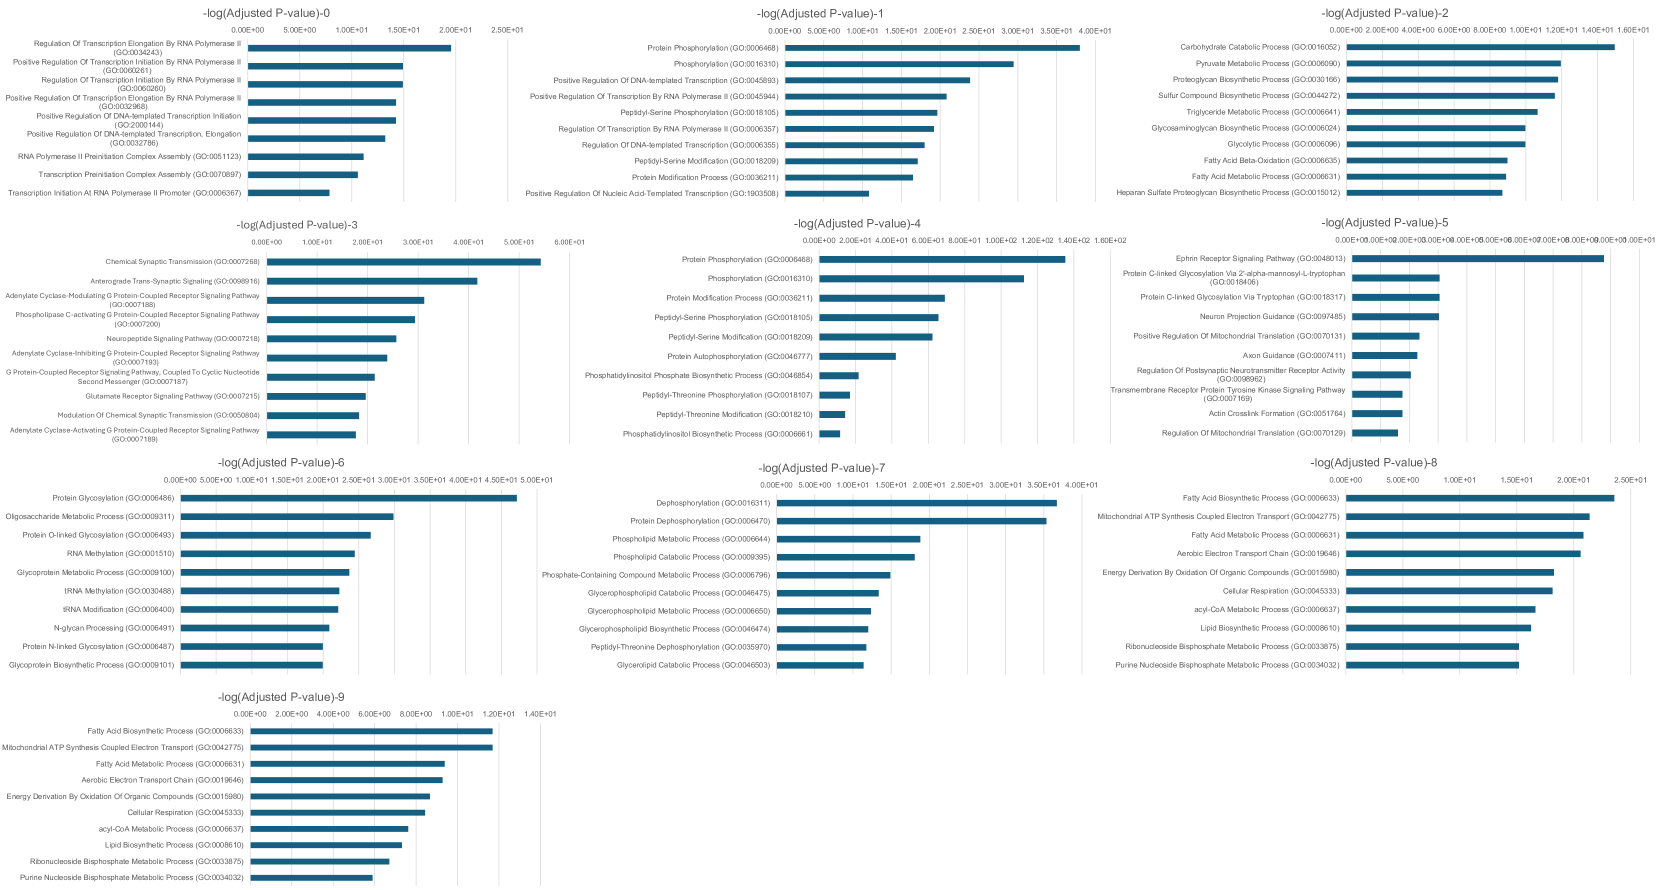 -log(Adjusted P-value)-0
0.00E+00 5.00E+00 1.00E+01 1.50E+01 2.00E+01 2.50E+01
Regulation Of Transcription Elongation By RNA Polymerase II
(GO:0034243)
Positive Regulation Of Transcription Initiation By RNA Polymerase II
(GO:0060261)
Regulation Of Transcription Initiation By RNA Polymerase II
(GO:0060260)
Positive Regulation Of Transcription Elongation By RNA Polymerase II
(GO:0032968)
Positive Regulation Of DNA-templated Transcription Initiation
(GO:2000144)
Positive Regulation Of DNA-templated Transcription, Elongation
(GO:0032786)
RNA Polymerase II Preinitiation Complex Assembly (GO:0051123)
Transcription Preinitiation Complex Assembly (GO:0070897)
Transcription Initiation At RNA Polymerase II Promoter (GO:0006367)
-log(Adjusted P-value)-1
0.00E+00 5.00E+00 1.00E+01 1.50E+01 2.00E+01 2.50E+01 3.00E+01 3.50E+01 4.00E+01
Protein Phosphorylation (GO:0006468)
Phosphorylation (GO:0016310)
Positive Regulation Of DNA-templated Transcription (GO:0045893)
Positive Regulation Of Transcription By RNA Polymerase II (GO:0045944)
Peptidyl-Serine Phosphorylation (GO:0018105)
Regulation Of Transcription By RNA Polymerase II (GO:0006357)
Regulation Of DNA-templated Transcription (GO:0006355)
Peptidyl-Serine Modification (GO:0018209)
Protein Modification Process (GO:0036211)
Positive Regulation Of Nucleic Acid-Templated Transcription (GO:1903508)
-log(Adjusted P-value)-2
0.00E+00 2.00E+00 4.00E+00 6.00E+00 8.00E+00 1.00E+01 1.20E+01 1.40E+01 1.60E+01
Carbohydrate Catabolic Process (GO:0016052)
Pyruvate Metabolic Process (GO:0006090)
Proteoglycan Biosynthetic Process (GO:0030166)
Sulfur Compound Biosynthetic Process (GO:0044272)
Triglyceride Metabolic Process (GO:0006641)
Glycosaminoglycan Biosynthetic Process (GO:0006024)
Glycolytic Process (GO:0006096)
Fatty Acid Beta-Oxidation (GO:0006635)
Fatty Acid Metabolic Process (GO:0006631)
Heparan Sulfate Proteoglycan Biosynthetic Process (GO:0015012)
-log(Adjusted P-value)-3
0.00E+00 1.00E+01 2.00E+01 3.00E+01 4.00E+01 5.00E+01 6.00E+01
Chemical Synaptic Transmission (GO:0007268)
Anterograde Trans-Synaptic Signaling (GO:0098916)
Adenylate Cyclase-Modulating G Protein-Coupled Receptor Signaling Pathway
(GO:0007188)
Phospholipase C-activating G Protein-Coupled Receptor Signaling Pathway
(GO:0007200)
Neuropeptide Signaling Pathway (GO:0007218)
Adenylate Cyclase-Inhibiting G Protein-Coupled Receptor Signaling Pathway
(GO:0007193)
G Protein-Coupled Receptor Signaling Pathway, Coupled To Cyclic Nucleotide
Second Messenger (GO:0007187)
Glutamate Receptor Signaling Pathway (GO:0007215)
Modulation Of Chemical Synaptic Transmission (GO:0050804)
Adenylate Cyclase-Activating G Protein-Coupled Receptor Signaling Pathway
(GO:0007189)
-log(Adjusted P-value)-4
0.00E+00 2.00E+01 4.00E+01 6.00E+01 8.00E+01 1.00E+02 1.20E+02 1.40E+02 1.60E+02
Protein Phosphorylation (GO:0006468)
Phosphorylation (GO:0016310)
Protein Modification Process (GO:0036211)
Peptidyl-Serine Phosphorylation (GO:0018105)
Peptidyl-Serine Modification (GO:0018209)
Protein Autophosphorylation (GO:0046777)
Phosphatidylinositol Phosphate Biosynthetic Process (GO:0046854)
Peptidyl-Threonine Phosphorylation (GO:0018107)
Peptidyl-Threonine Modification (GO:0018210)
Phosphatidylinositol Biosynthetic Process (GO:0006661)
-log(Adjusted P-value)-5
0.00E+001.00E+012.00E+013.00E+014.00E+015.00E+016.00E+017.00E+018.00E+019.00E+011.00E+02
Ephrin Receptor Signaling Pathway (GO:0048013)
Protein C-linked Glycosylation Via 2'-alpha-mannosyl-L-tryptophan
(GO:0018406)
Protein C-linked Glycosylation Via Tryptophan (GO:0018317)
Neuron Projection Guidance (GO:0097485)
Positive Regulation Of Mitochondrial Translation (GO:0070131)
Axon Guidance (GO:0007411)
Regulation Of Postsynaptic Neurotransmitter Receptor Activity
(GO:0098962)
Transmembrane Receptor Protein Tyrosine Kinase Signaling Pathway
(GO:0007169)
Actin Crosslink Formation (GO:0051764)
Regulation Of Mitochondrial Translation (GO:0070129)
-log(Adjusted P-value)-6
0.00E+00 5.00E+00 1.00E+01 1.50E+01 2.00E+01 2.50E+01 3.00E+01 3.50E+01 4.00E+01 4.50E+01 5.00E+01
Protein Glycosylation (GO:0006486)
Oligosaccharide Metabolic Process (GO:0009311)
Protein O-linked Glycosylation (GO:0006493)
RNA Methylation (GO:0001510)
Glycoprotein Metabolic Process (GO:0009100)
tRNA Methylation (GO:0030488)
tRNA Modification (GO:0006400)
N-glycan Processing (GO:0006491)
Protein N-linked Glycosylation (GO:0006487)
Glycoprotein Biosynthetic Process (GO:0009101)
-log(Adjusted P-value)-7
0.00E+00 5.00E+00 1.00E+01 1.50E+01 2.00E+01 2.50E+01 3.00E+01 3.50E+01 4.00E+01
Dephosphorylation (GO:0016311)
Protein Dephosphorylation (GO:0006470)
Phospholipid Metabolic Process (GO:0006644)
Phospholipid Catabolic Process (GO:0009395)
Phosphate-Containing Compound Metabolic Process (GO:0006796)
Glycerophospholipid Catabolic Process (GO:0046475)
Glycerophospholipid Metabolic Process (GO:0006650)
Glycerophospholipid Biosynthetic Process (GO:0046474)
Peptidyl-Threonine Dephosphorylation (GO:0035970)
Glycerolipid Catabolic Process (GO:0046503)
-log(Adjusted P-value)-8
0.00E+00 5.00E+00 1.00E+01 1.50E+01 2.00E+01 2.50E+01
Fatty Acid Biosynthetic Process (GO:0006633)
Mitochondrial ATP Synthesis Coupled Electron Transport (GO:0042775)
Fatty Acid Metabolic Process (GO:0006631)
Aerobic Electron Transport Chain (GO:0019646)
Energy Derivation By Oxidation Of Organic Compounds (GO:0015980)
Cellular Respiration (GO:0045333)
acyl-CoA Metabolic Process (GO:0006637)
Lipid Biosynthetic Process (GO:0008610)
Ribonucleoside Bisphosphate Metabolic Process (GO:0033875)
Purine Nucleoside Bisphosphate Metabolic Process (GO:0034032)
-log(Adjusted P-value)-9
0.00E+00 2.00E+00 4.00E+00 6.00E+00 8.00E+00 1.00E+01 1.20E+01 1.40E+01
Fatty Acid Biosynthetic Process (GO:0006633)
Mitochondrial ATP Synthesis Coupled Electron Transport (GO:0042775)
Fatty Acid Metabolic Process (GO:0006631)
Aerobic Electron Transport Chain (GO:0019646)
Energy Derivation By Oxidation Of Organic Compounds (GO:0015980)
Cellular Respiration (GO:0045333)
acyl-CoA Metabolic Process (GO:0006637)
Lipid Biosynthetic Process (GO:0008610)
Ribonucleoside Bisphosphate Metabolic Process (GO:0033875)
Purine Nucleoside Bisphosphate Metabolic Process (GO:0034032)